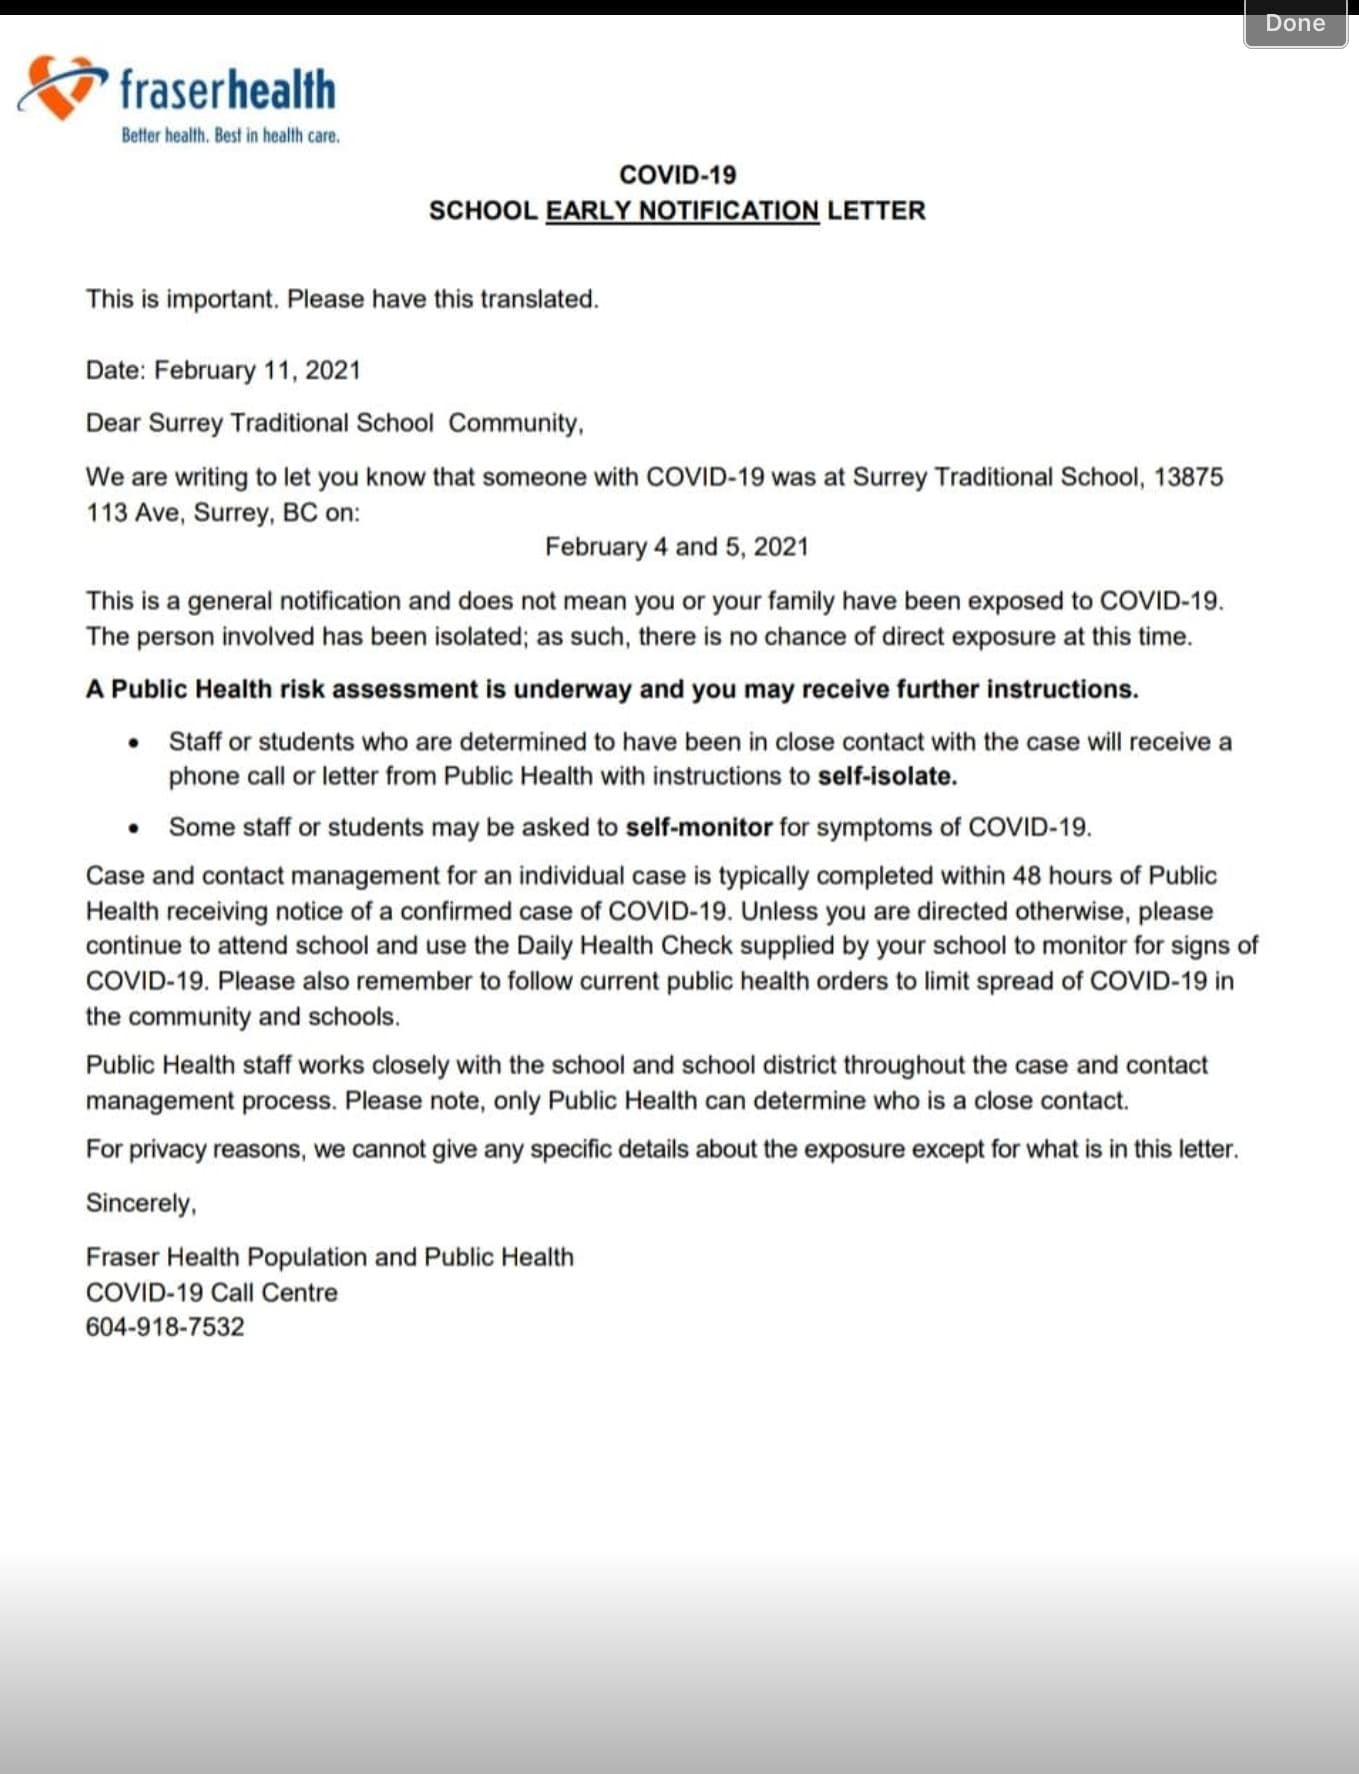 Done
fraserhealth
Better health. Best in health care.
COVID-19
SCHOOL EARLY NOTIFICATION LETTER
This is important. Please have this translated.
Date: February 11, 2021
Dear Surrey Traditional School  Community,
We are writing to let you know that someone with COVID-19 was at Surrey Traditional School, 13875
113 Ave, Surrey, BC on:
February 4 and 5, 2021
This is a general notification and does not mean you or your family have been exposed to COVID-19.
The person involved has been isolated; as such, there is no chance of direct exposure at this time.
A Public Health risk assessment is underway and you may receive further instructions.
• Staff or students who are determined to have been in close contact with the case will receive a
phone call or letter from Public Health with instructions to self-isolate.
• Some staff or students may be asked to self-monitor for symptoms of COVID-19.
Case and contact management for an individual case is typically completed within 48 hours of Public
Health receiving notice of a confirmed case of COVID-19. Unless you are directed otherwise, please
continue to attend school and use the Daily Health Check supplied by your school to monitor for signs of
COVID-19. Please also remember to follow current public health orders to limit spread of COVID-19 in
the community and schools.
Public Health staff works closely with the school and school district throughout the case and contact
management process. Please note, only Public Health can determine who is a close contact.
For privacy reasons, we cannot give any specific details about the exposure except for what is in this letter.
Sincerely,
Fraser Health Population and Public Health
COVID-19 Call Centre
604-918-7532